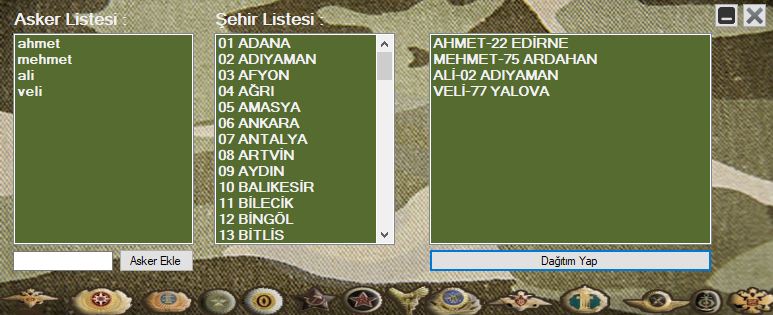 Asker Listesi :
ahmet
mehmet
ali
veli
Asker Ekle
Şehir Listesi :
01 ADANA
02 ADIYAMAN
03 AFYON
04 AĞRI
05 AMASYA
06 ANKARA
07 ANTALYA
08 ARTVİN
09 AYDIN
10 BALIKESİR
11 BİLECİK
12 BİNGÖL
13 BİTLİS
AHMET-22 EDİRNE
MEHMET-75 ARDAHAN
ALİ-02 ADIYAMAN
VELİ-77 YALOVA
Dağıtım Yap